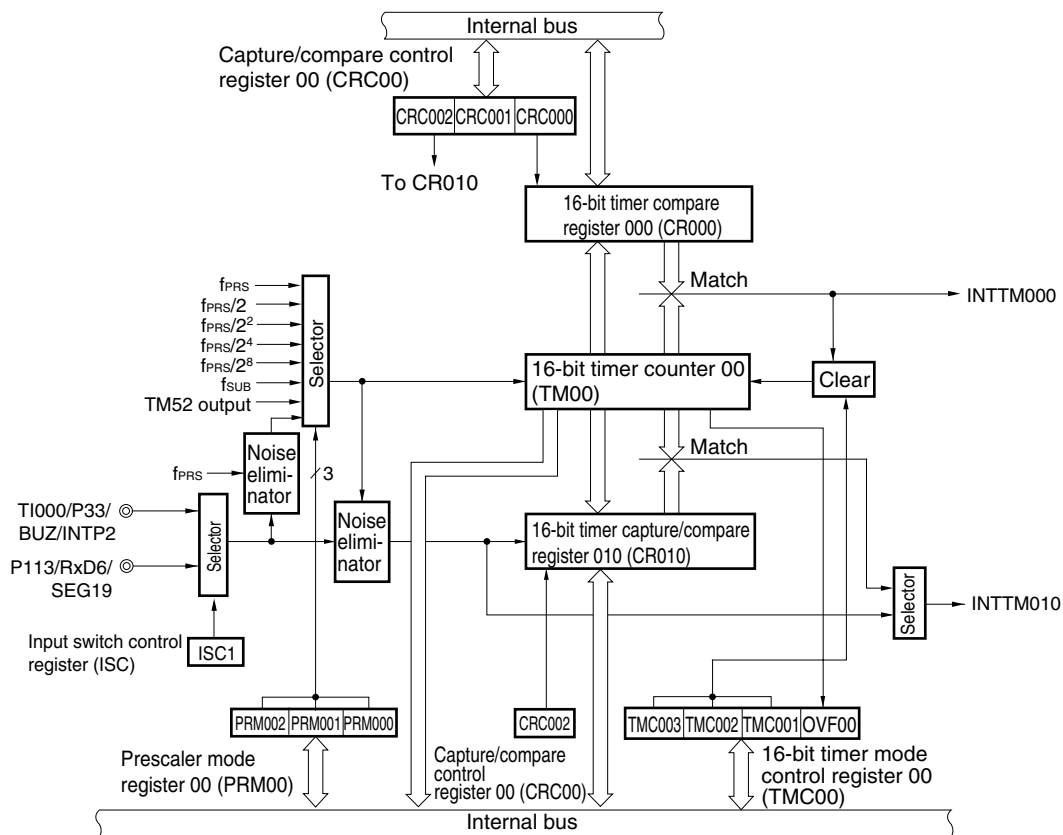 Internal bus
Capture/compare control
register 00 (CRC00)
CRC002 CRC001 CRC000
To CR010
16-bit timer compare
register 000 (CR000)
Match
INTTM000
fPRS
fPRS/2
fPRS/2²
fPRS/2⁴
fPRS/2⁸
fSUB
TM52 output
Selector
16-bit timer counter 00
(TM00)
Clear
fPRS
Noise
elimi-
nator
3
Match
TI000/P33/
BUZ/INTP2
P113/RxD6/
SEG19
Selector
Noise
elimi-
nator
16-bit timer capture/compare
register 010 (CR010)
Selector
INTTM010
Input switch control
register (ISC)
ISC1
PRM002 PRM001 PRM000
Prescaler mode
register 00 (PRM00)
CRC002
Capture/compare
control
register 00 (CRC00)
TMC003 TMC002 TMC001 OVF00
16-bit timer mode
control register 00
(TMC00)
Internal bus